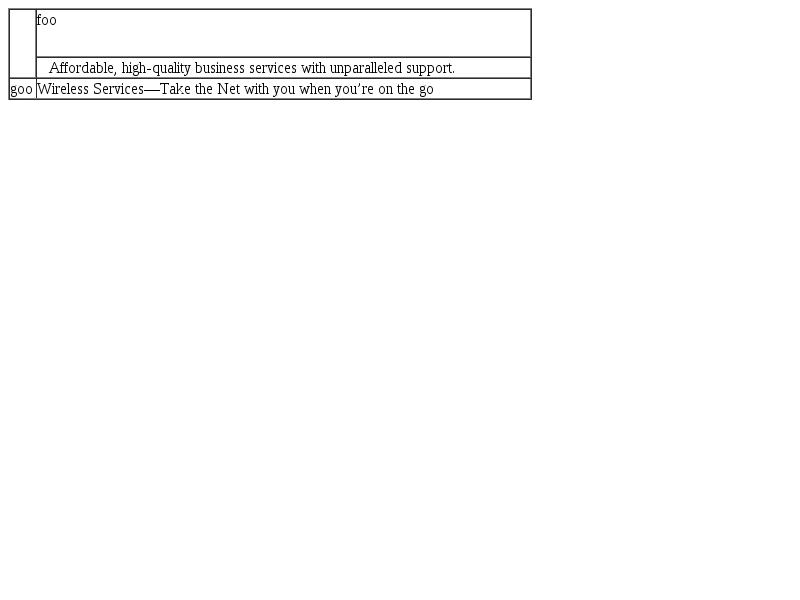 foo
Affordable, high-quality business services with unparalleled support.
goo Wireless Services—Take the Net with you when you’re on the go